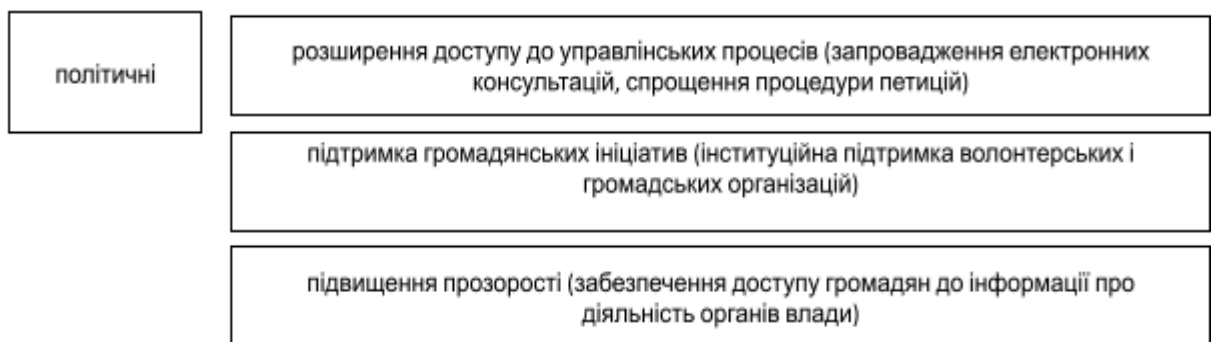 політичні
розширення доступу до управлінських процесів (запровадження електронних
консультацій, спрощення процедури петицій)
підтримка громадянських ініціатив (інституційна підтримка волонтерських і
громадських організацій)
підвищення прозорості (забезпечення доступу громадян до інформації про
діяльність органів влади)